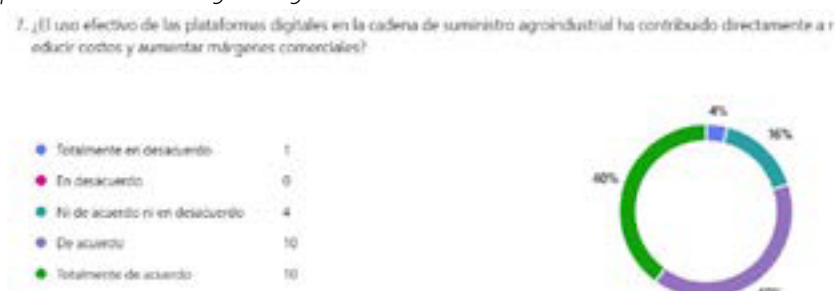 7. ¿El uso efectivo de las plataformas digitales en la cadena de suministro agroindustrial ha contribuido directamente a r
educir costos y aumentar márgenes comerciales?
4%
16%
Totalmente en desacuerdo 1
40%
En desacuerdo 0
Ni de acuerdo ni en desacuerdo 4
De acuerdo 10
Totalmente de acuerdo 10